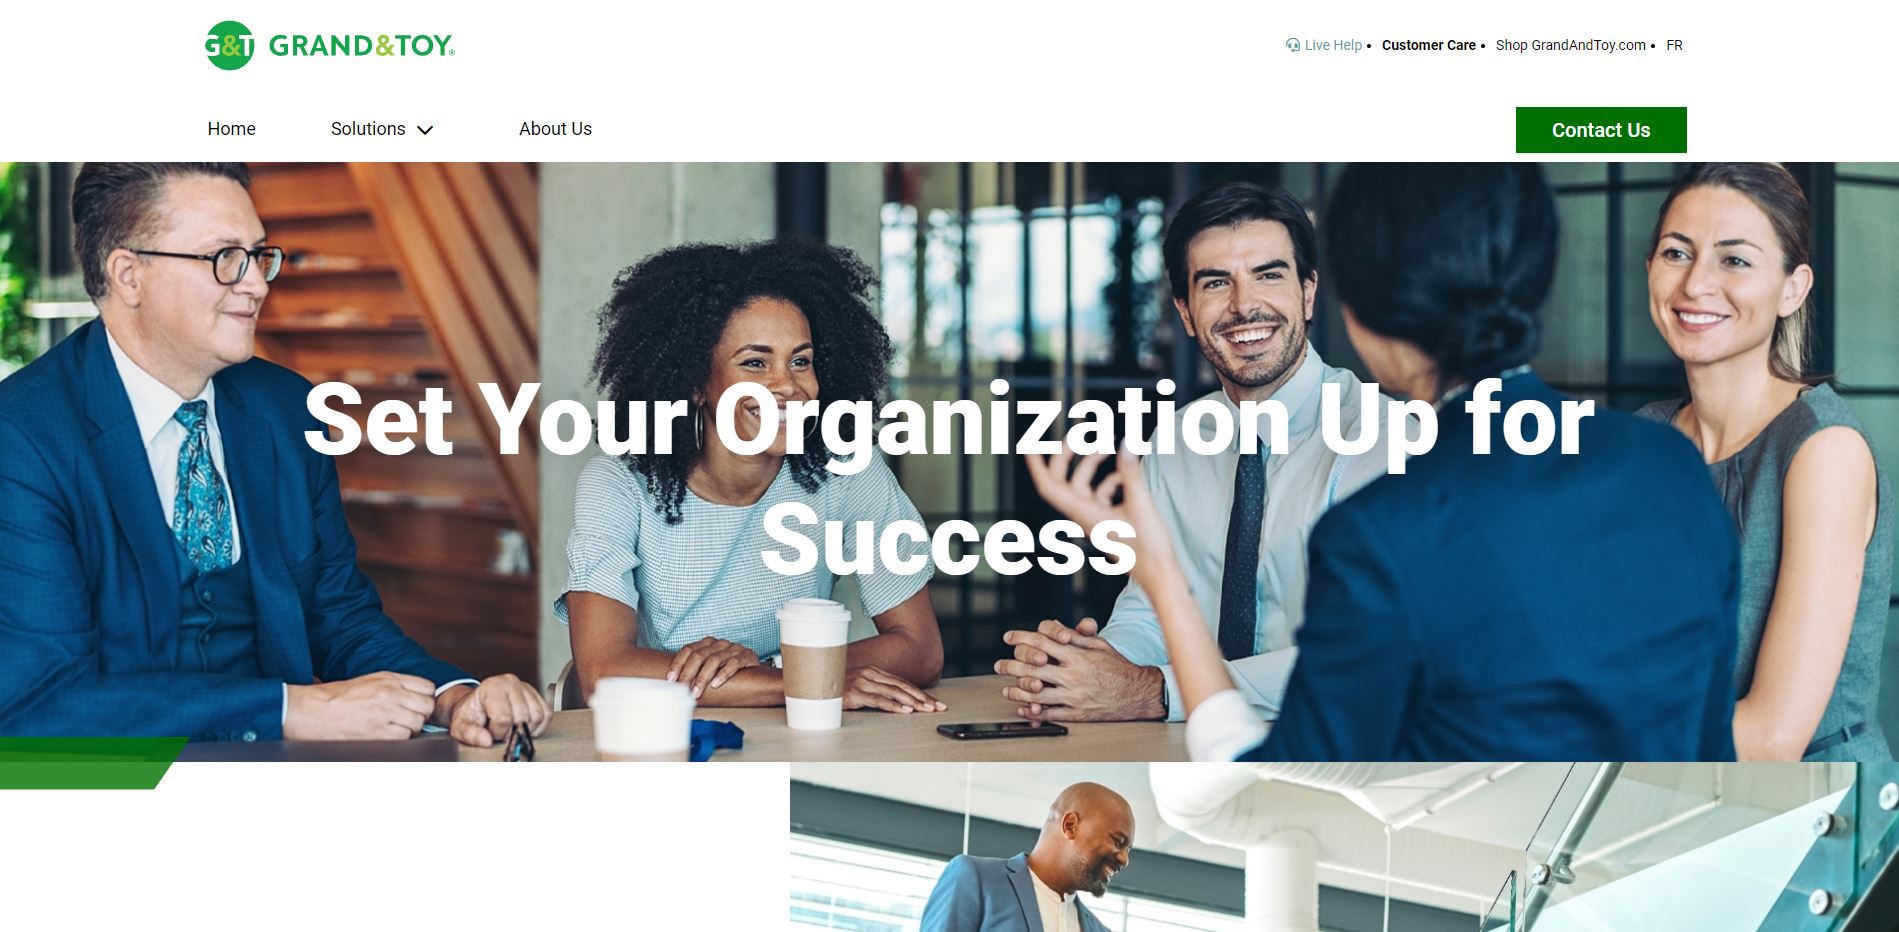 G&T GRAND&TOY®
Live Help • Customer Care • Shop GrandAndToy.com • FR
Home Solutions About Us Contact Us
Set Your Organization Up for
Success